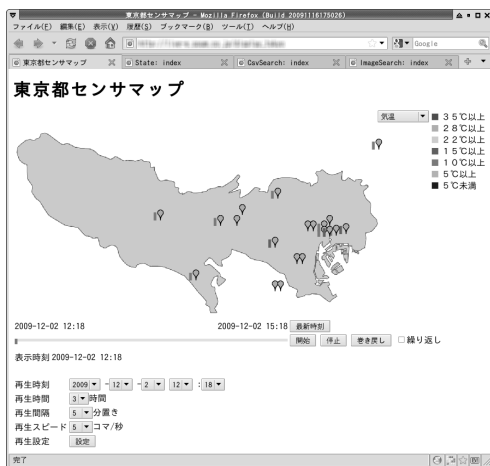 東京都センサマップ - Mozilla Firefox (Build 20091116175026)
ファイル(F) 編集(E) 表示(V) 履歴(S) ブックマーク(B) ツール(T) ヘルプ(H)
Google
東京都センサマップ State: index CsvSearch: index ImageSearch: index
東京都センサマップ
気温
35℃以上
28℃以上
22℃以上
15℃以上
10℃以上
5℃以上
5℃未満
2009-12-02 12:18 2009-12-02 15:18 最新時刻
開始 停止 巻き戻し 繰り返し
表示時刻 2009-12-02 12:18
再生時刻 2009 - 12 - 2 12 : 18
再生時間 3 時間
再生間隔 5 分置き
再生スピード 5 コマ/秒
再生設定 設定
完了